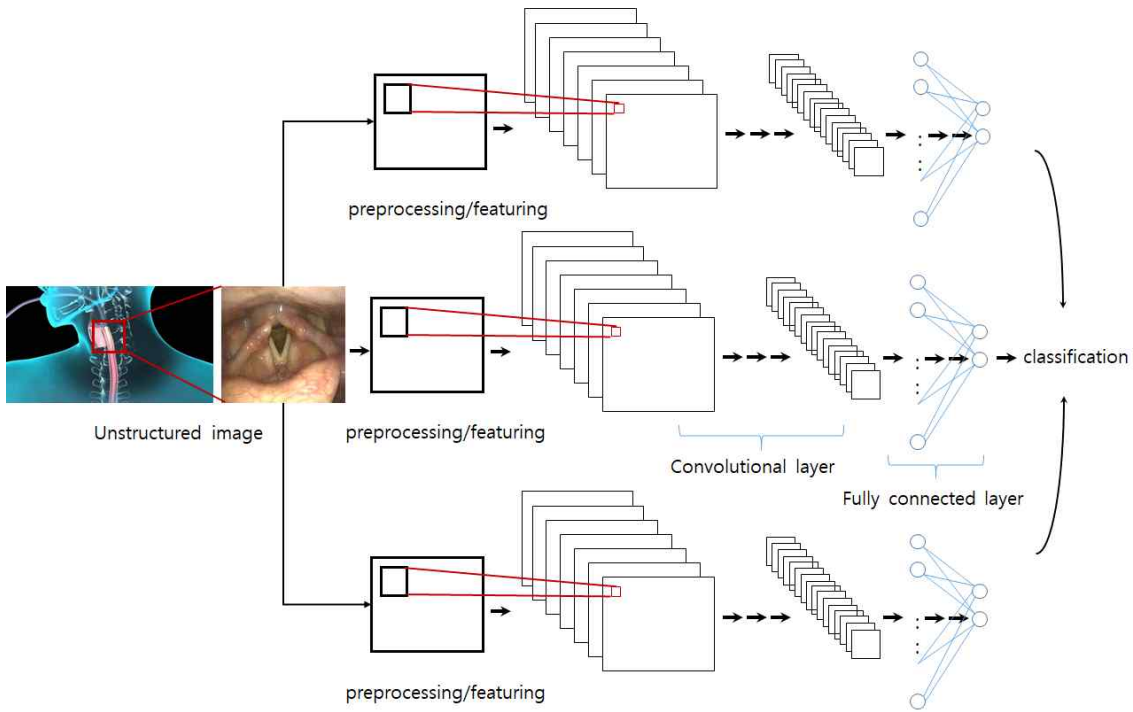 preprocessing/featuring
Unstructured image
preprocessing/featuring
classification
Convolutional layer
Fully connected layer
preprocessing/featuring